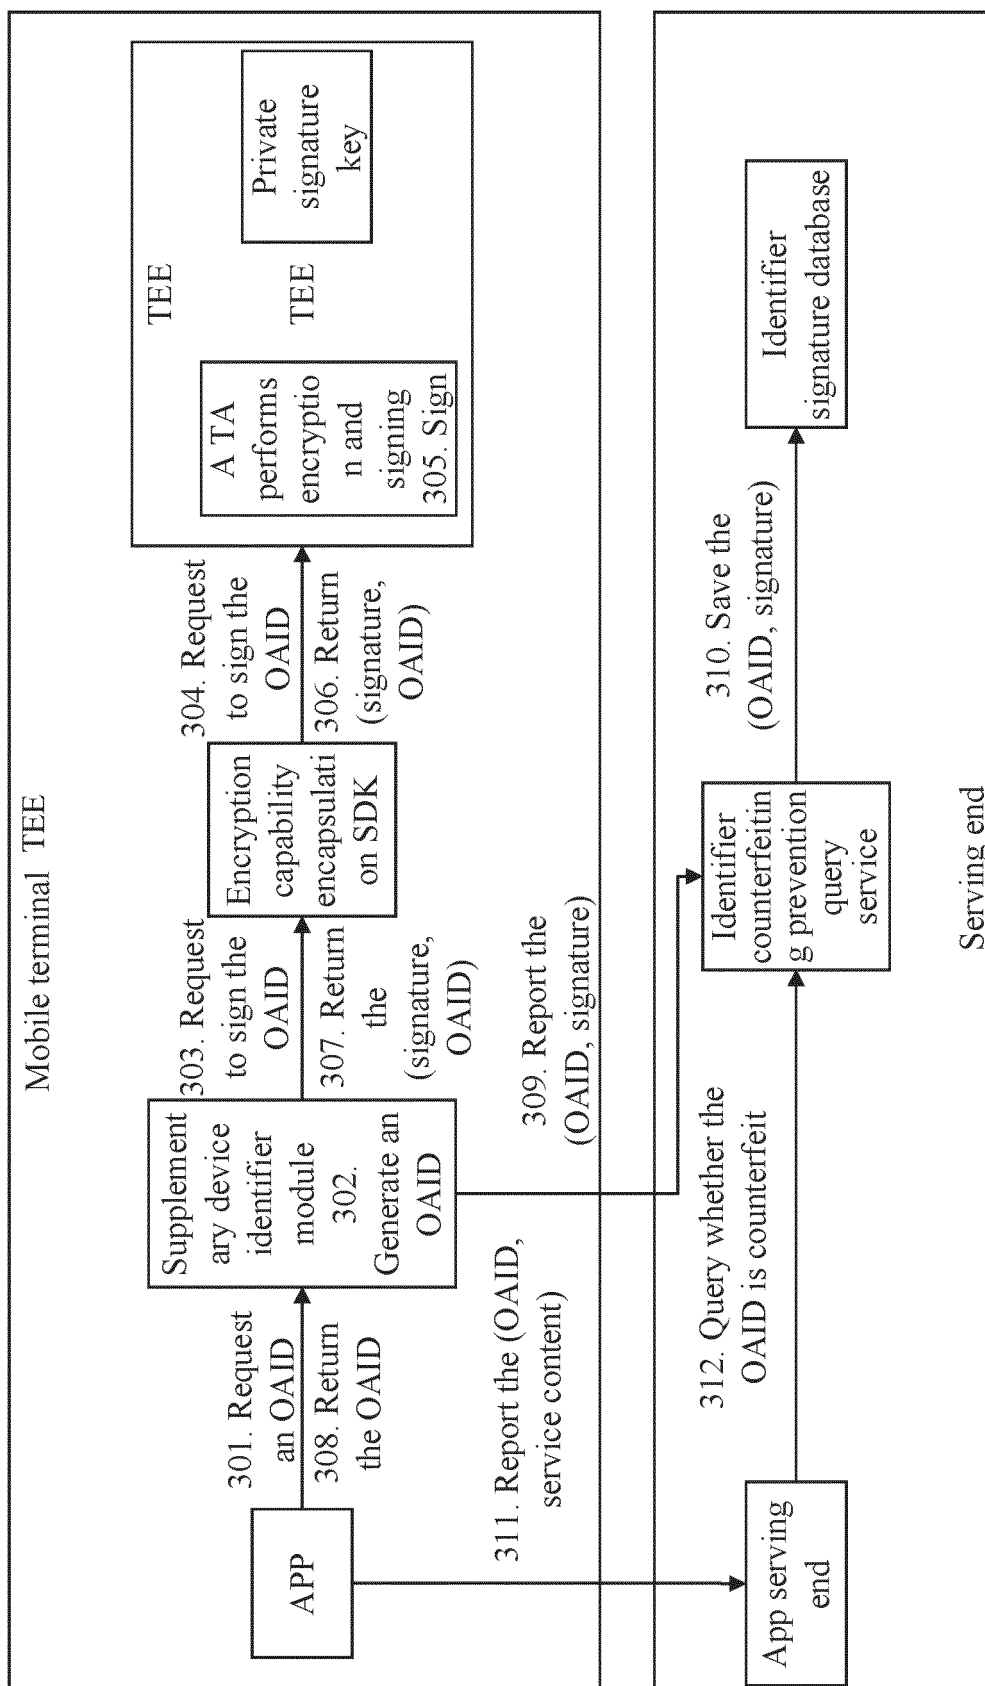 Mobile terminal TEE
APP
301. Request
an OAID
308. Return
the OAID
Supplement
ary device
identifier
module
302.
Generate an
OAID
303. Request
to sign the
OAID
307. Return
the
(signature,
OAID)
Encryption
capability
encapsulati
on SDK
304. Request
to sign the
OAID
306. Return
(signature,
OAID)
TEE
TEE
A TA
performs
encryptio
n and
signing
305. Sign
Private
signature
key
311. Report the (OAID,
service content)
309. Report the
(OAID, signature)
App serving
end
312. Query whether the
OAID is counterfeit
Identifier
counterfeitin
g prevention
query
service
310. Save the
(OAID, signature)
Identifier
signature database
Serving end